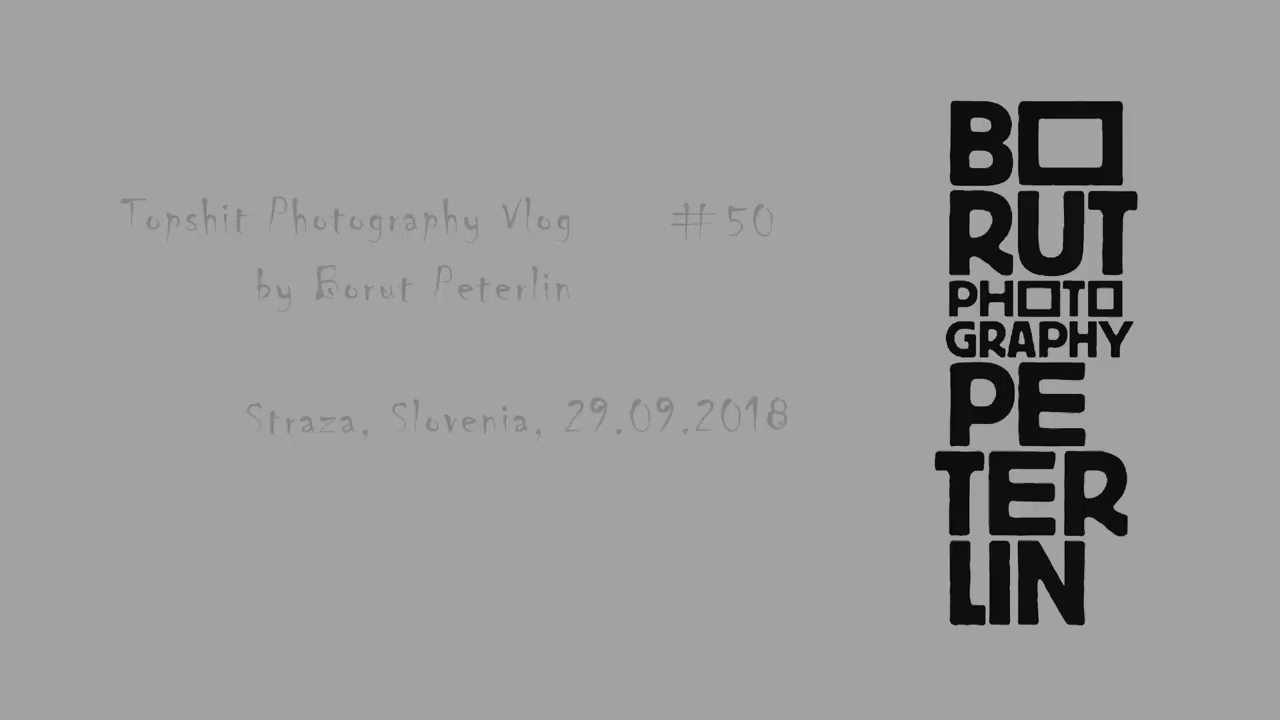 Topshit Photography Vlog #50
by Borut Peterlin
Straza, Slovenia, 29.09.2018
BO
RUT
PHOTO
GRAPHY
PE
TER
LIN